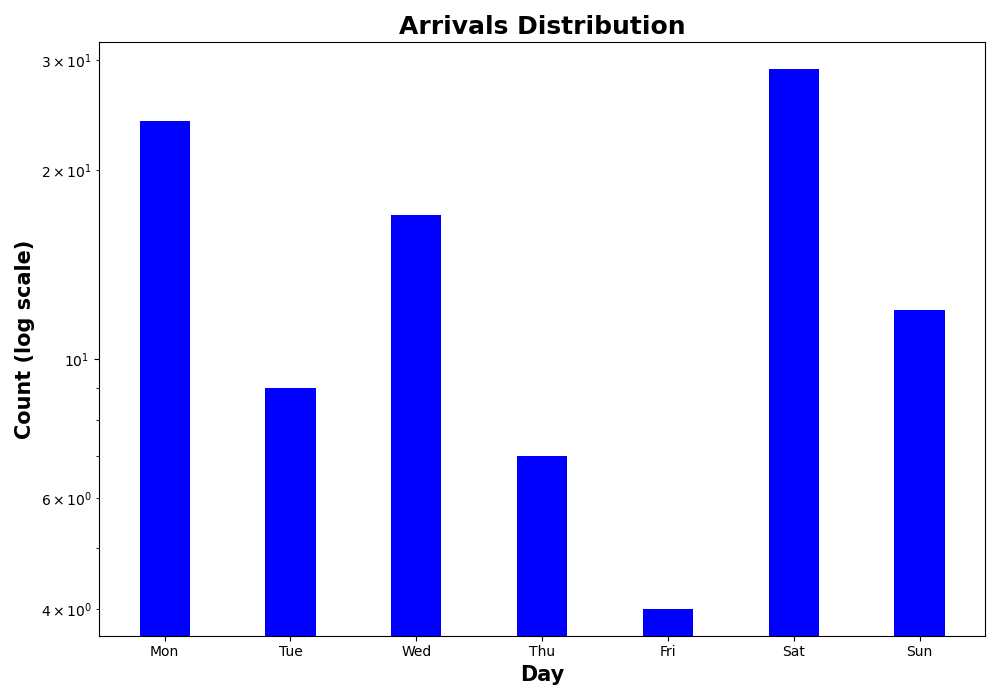 Arrivals Distribution
Count (log scale)
3 × 10¹
2 × 10¹
10¹
6 × 10⁰
4 × 10⁰
Mon Tue Wed Thu Fri Sat Sun
Day